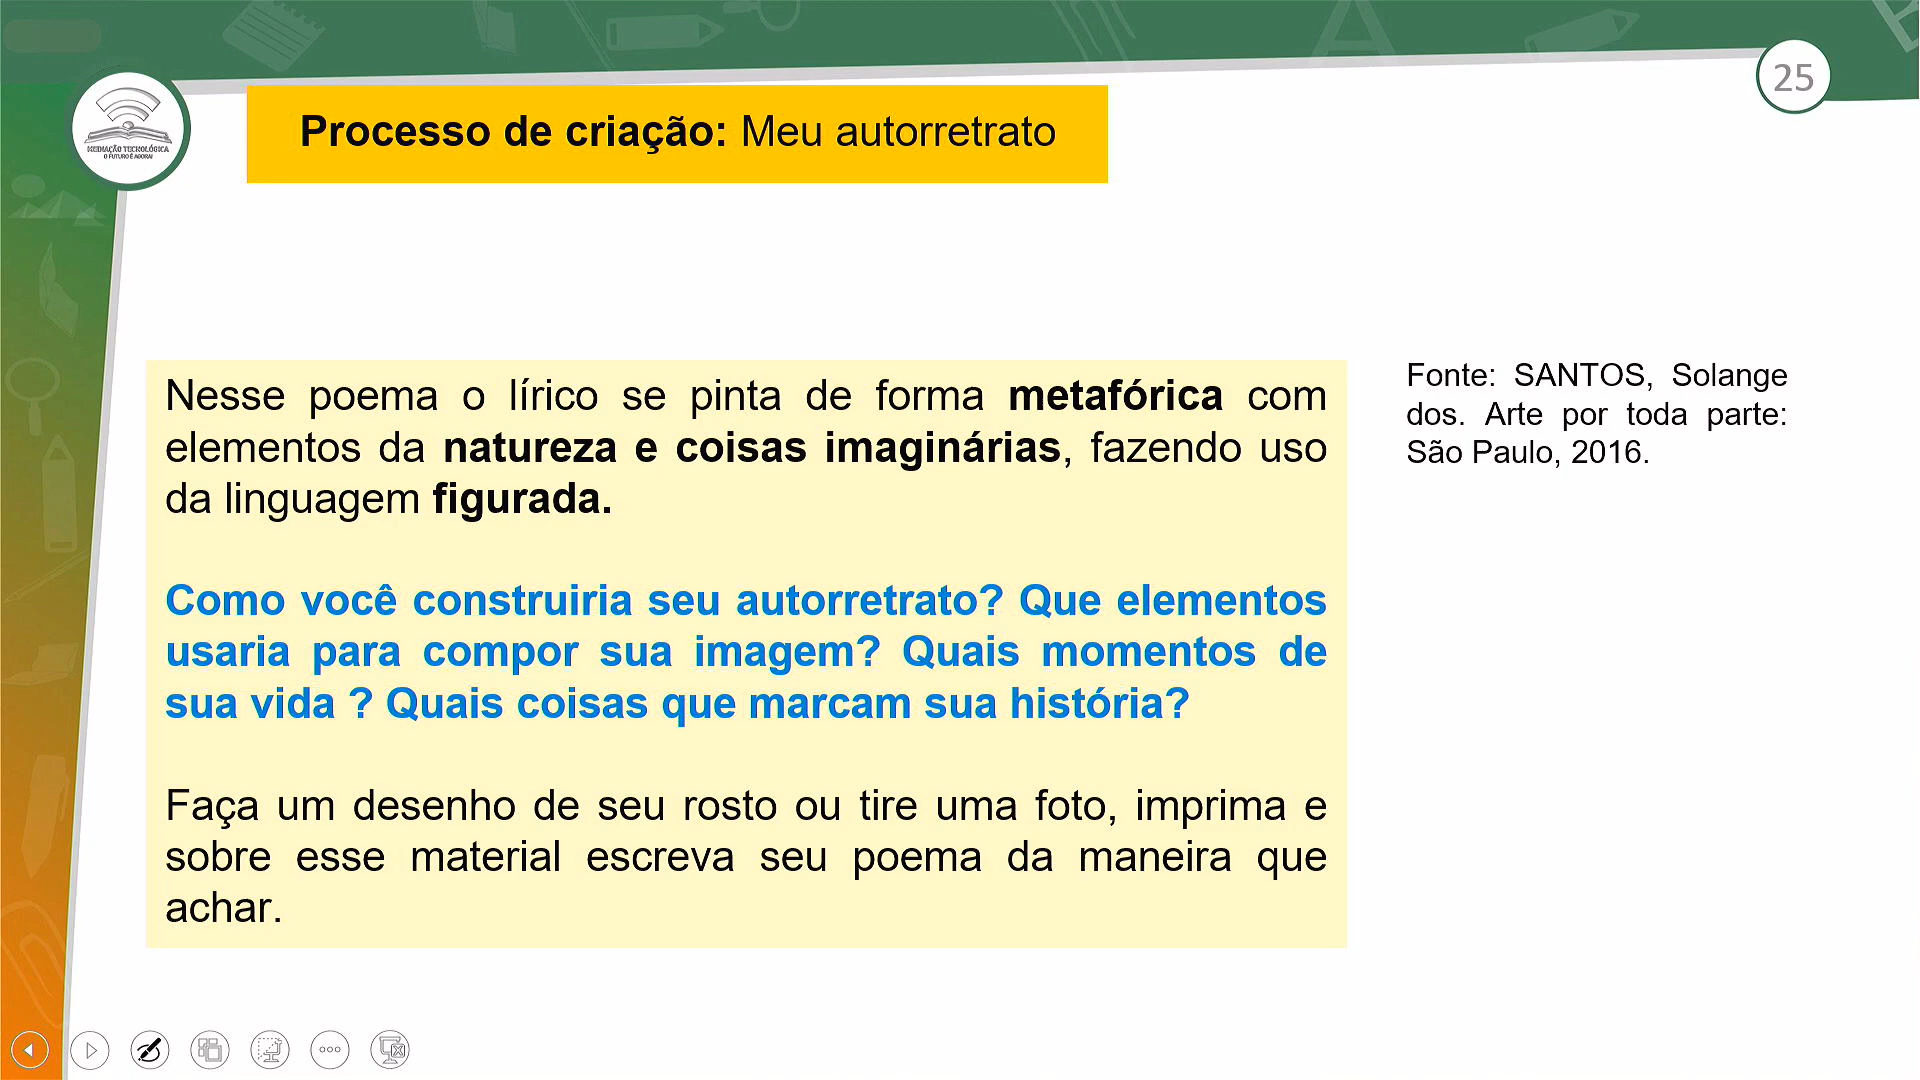 25
MEDIAÇÃO TECNOLÓGICA
O FUTURO É AGORA!
Processo de criação: Meu autorretrato
Nesse poema o lírico se pinta de forma metafórica com
elementos da natureza e coisas imaginárias, fazendo uso
da linguagem figurada.
Como você construiria seu autorretrato? Que elementos
usaria para compor sua imagem? Quais momentos de
sua vida ? Quais coisas que marcam sua história?
Faça um desenho de seu rosto ou tire uma foto, imprima e
sobre esse material escreva seu poema da maneira que
achar.
Fonte: SANTOS, Solange
dos. Arte por toda parte:
São Paulo, 2016.